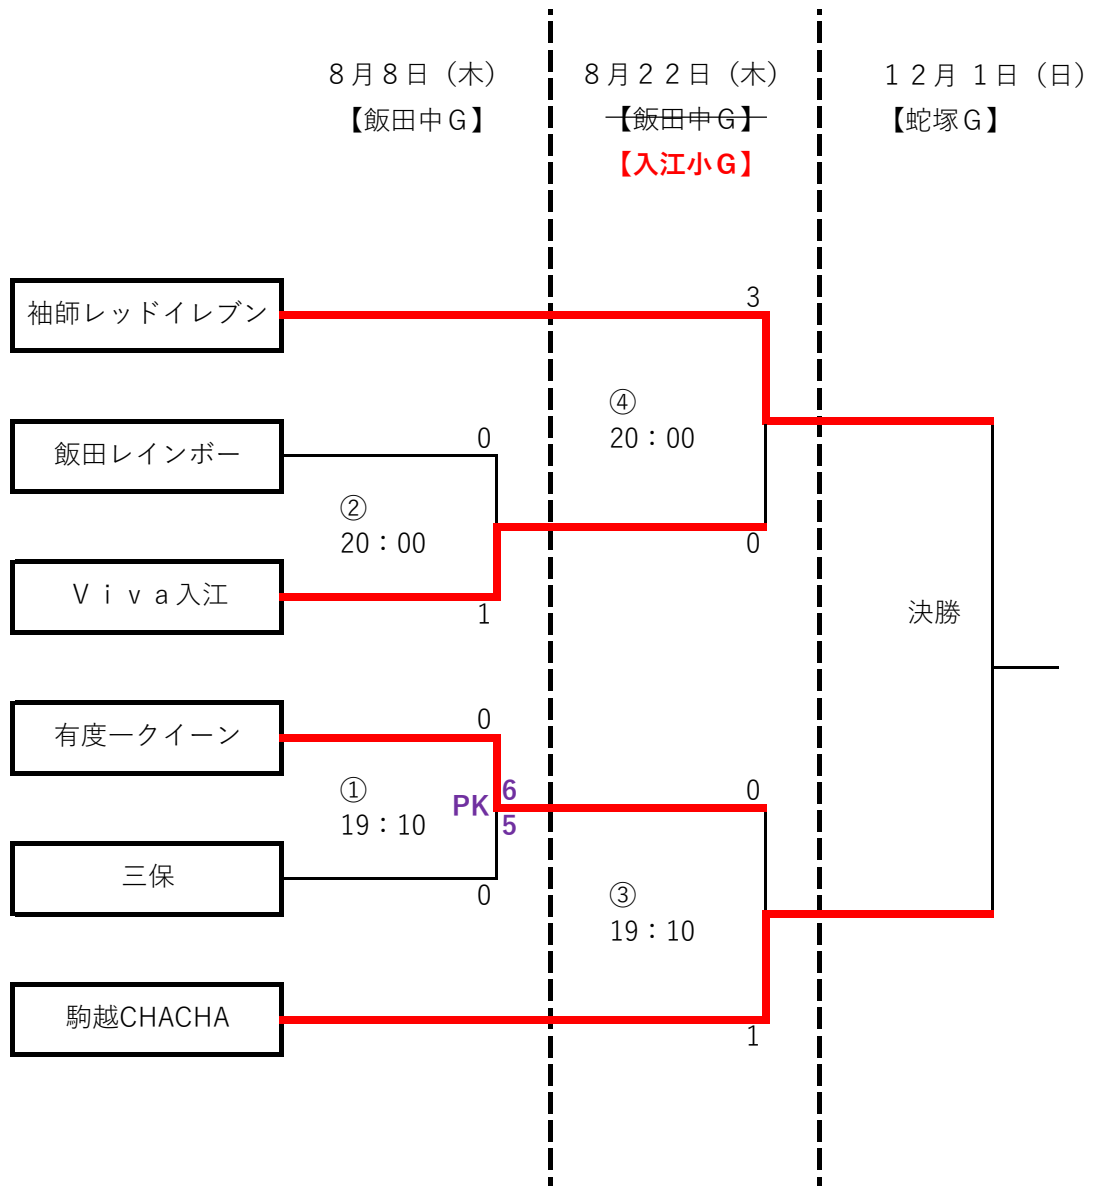 8月8日（木）
【飯田中Ｇ】
8月２２日（木）
【飯田中Ｇ】
【入江小Ｇ】
１２月１日（日）
【蛇塚Ｇ】
袖師レッドイレブン
3
④
20：00
飯田レインボー
0
②
20：00
0
Ｖｉｖａ入江
1
決勝
有度一クイーン
0
①
19：10
PK
6
5
0
三保
0
③
19：10
駒越CHACHA
1